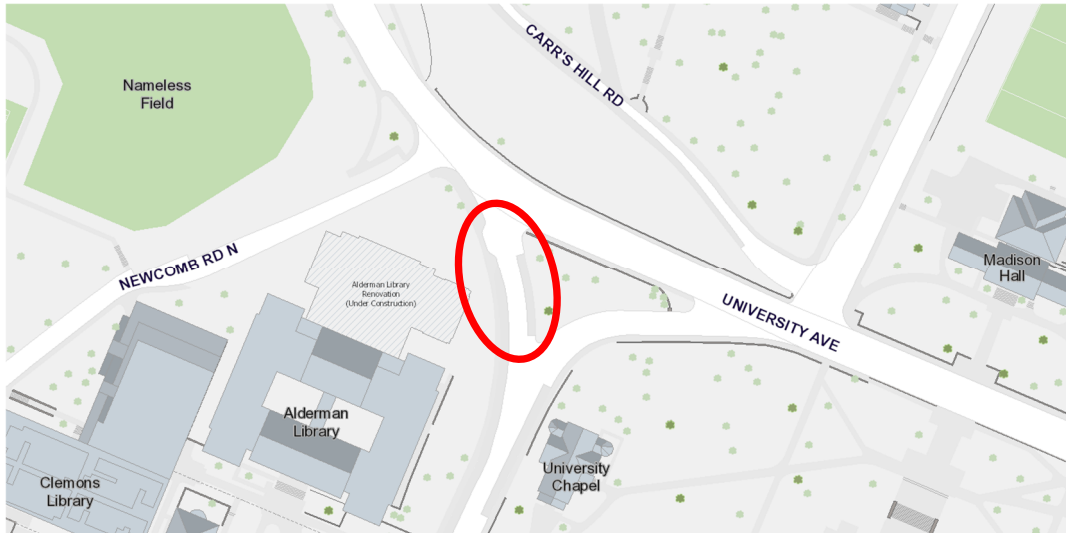 CARR'S HILL RD
Nameless
Field
NEWCOMB RD N
Madison
Hall
Alderman Library
Renovation
(Under Construction)
UNIVERSITY AVE
Alderman
Library
University
Chapel
Clemons
Library